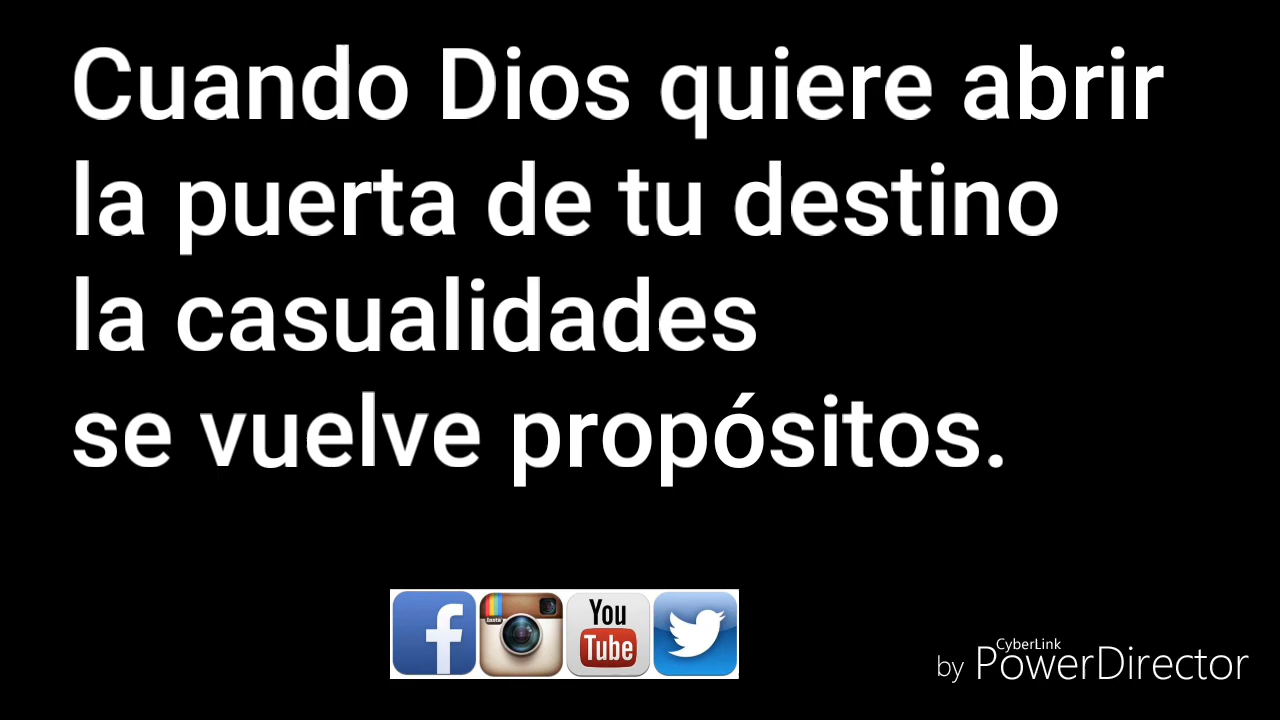 Cuando Dios quiere abrir
la puerta de tu destino
la casualidades
se vuelve propósitos.
Insta
You
Tube
CyberLink
by PowerDirector